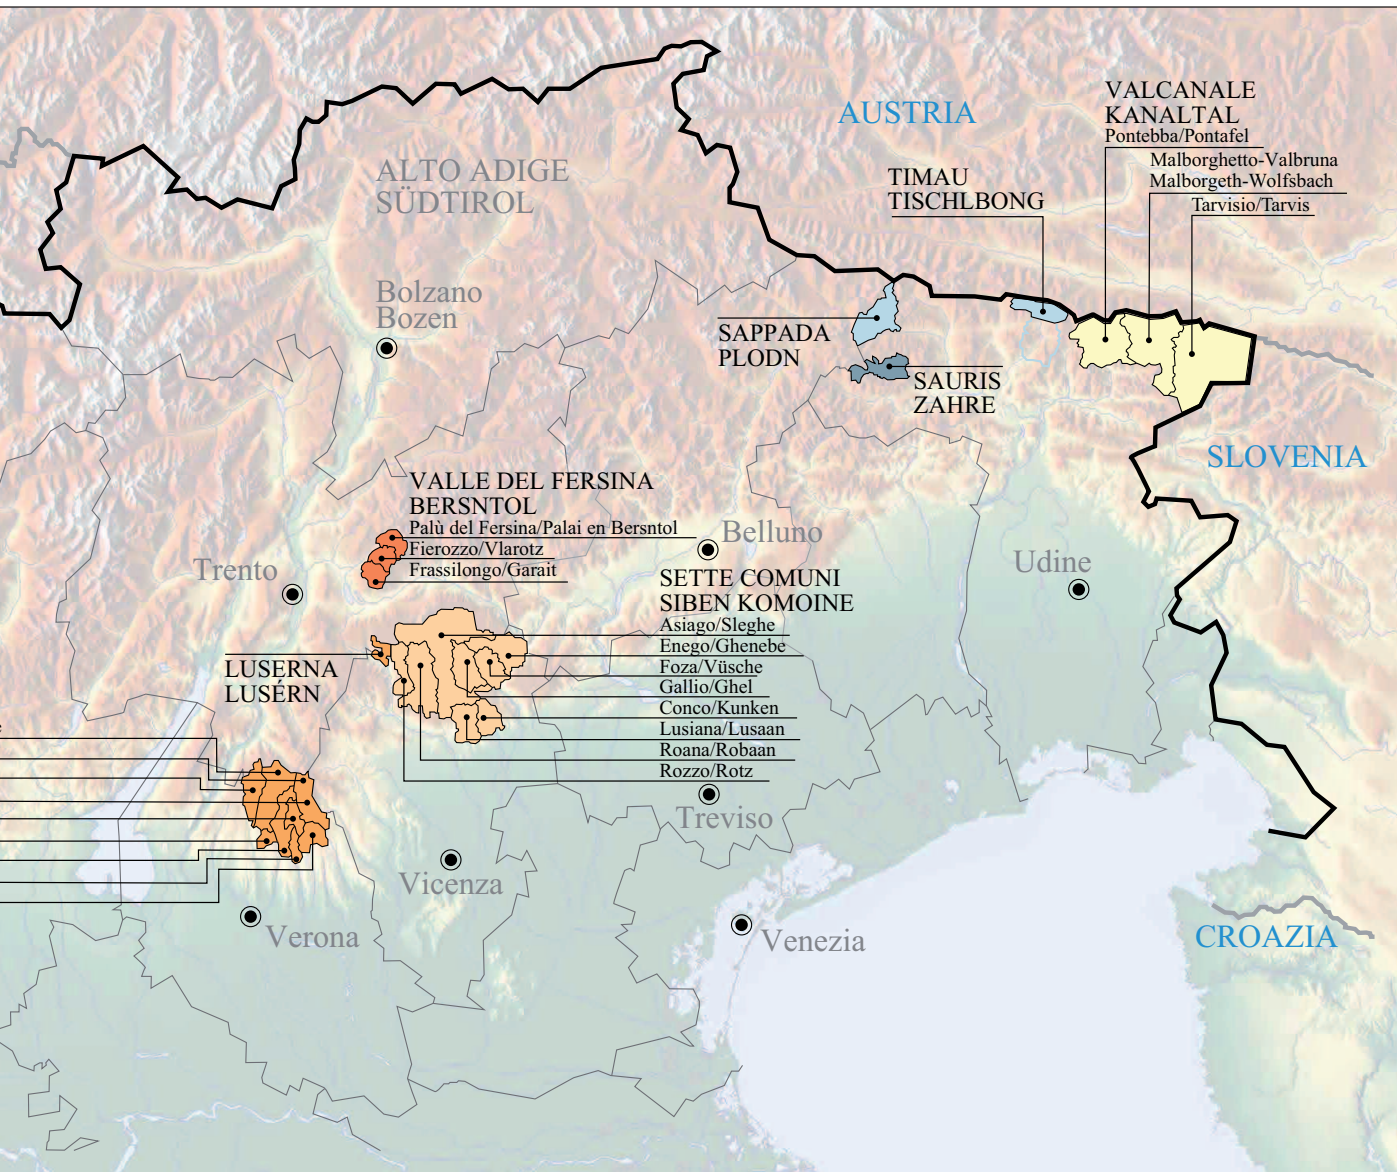 AUSTRIA
VALCANALE
KANALTAL
Pontebba/Pontafel
Malborghetto-Valbruna
Malborgeth-Wolfsbach
Tarvisio/Tarvis
ALTO ADIGE
SÜDTIROL
TIMAU
TISCHLBONG
Bolzano
Bozen
SAPPADA
PLODN
SAURIS
ZAHRE
SLOVENIA
VALLE DEL FERSINA
BERSNTOL
Palù del Fersina/Palai en Bersntol
Fierozzo/Vlarotz
Frassilongo/Garait
Belluno
Trento
Udine
SETTE COMUNI
SIBEN KOMOINE
Asiago/Sleghe
Enego/Ghenebe
Foza/Vüsche
Gallio/Ghel
Conco/Kunken
Lusiana/Lusaan
Roana/Robaan
Rozzo/Rotz
LUSERNA
LUSÉRN
Treviso
Vicenza
Verona
Venezia
CROAZIA